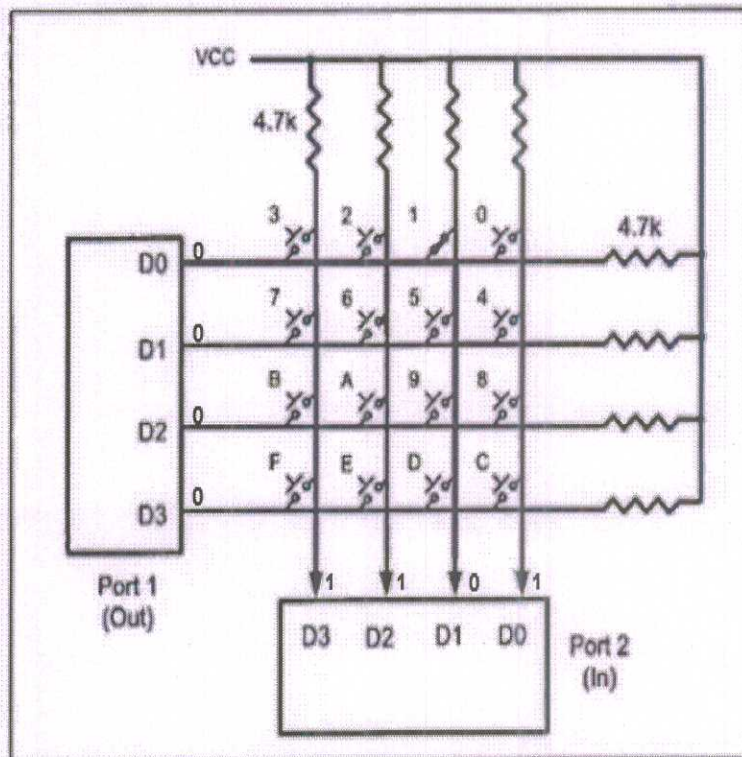 VCC
4.7k
3 2 1 0
4.7k
0
D0
7 6 5 4
0
D1
B A 9 8
0
D2
F E D C
0
D3
1 1 0 1
Port 1
(Out)
D3 D2 D1 D0
Port 2
(In)